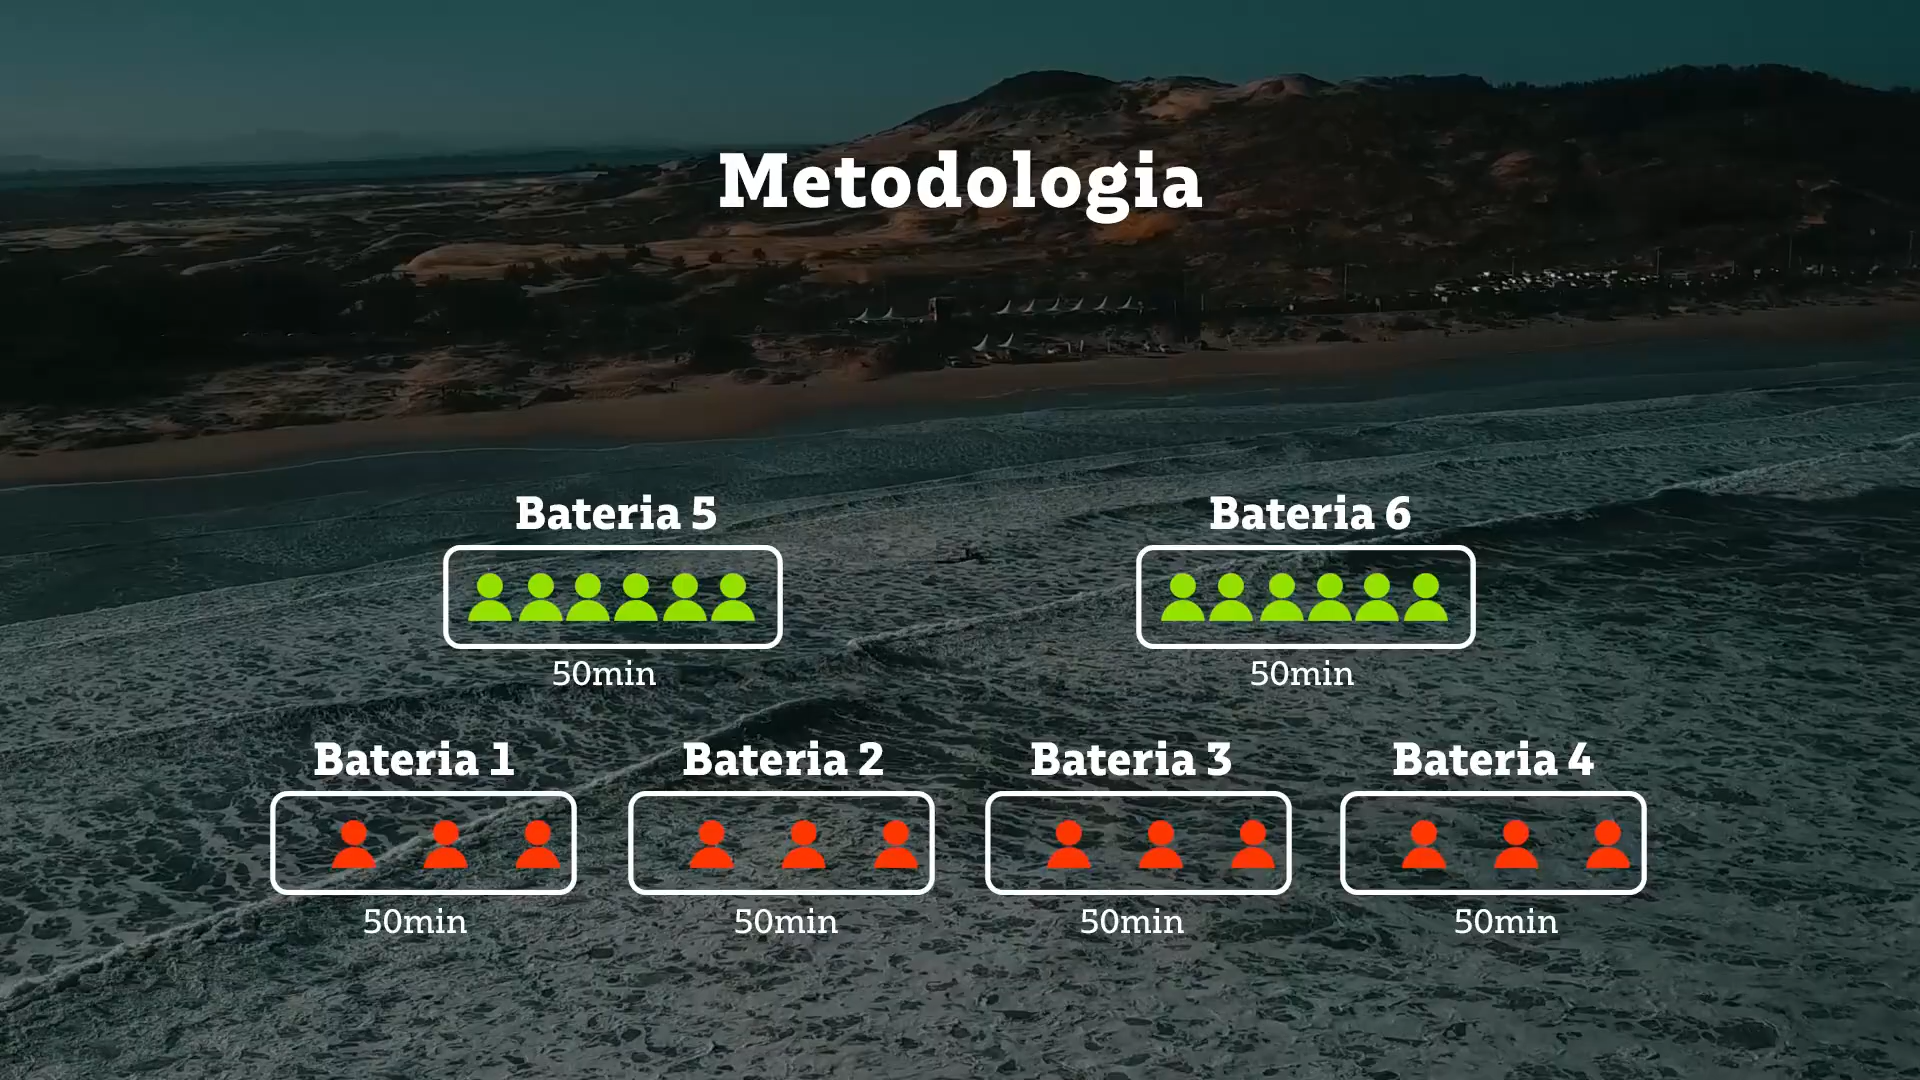 Metodologia
Bateria 5
Bateria 6
50min
50min
Bateria 1
Bateria 2
Bateria 3
Bateria 4
50min
50min
50min
50min